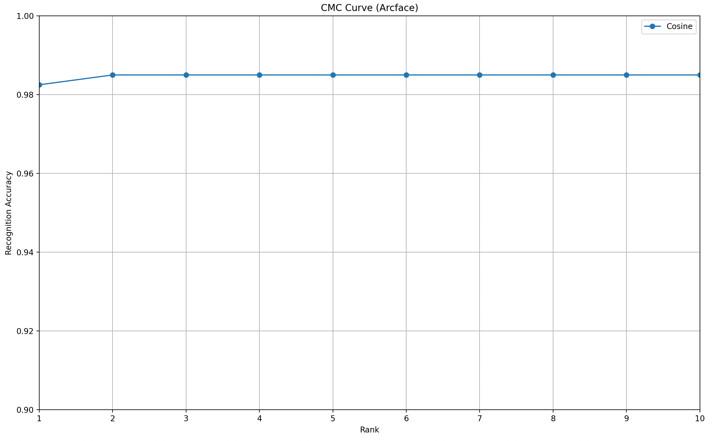 CMC Curve (Arcface)
Cosine
Recognition Accuracy
1.00
0.98
0.96
0.94
0.92
0.90
1 2 3 4 5 6 7 8 9 10
Rank